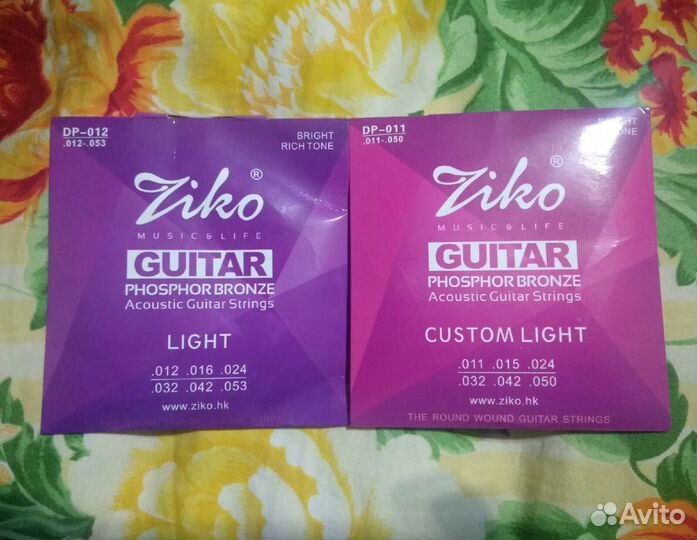 DP-012
.012-.053
BRIGHT
RICH TONE
Ziko®
MUSIC & LIFE
GUITAR
PHOSPHOR BRONZE
Acoustic Guitar Strings
LIGHT
.012 .016 .024
.032 .042 .053
www.ziko.hk
STRINGS
DP-011
.011-.050
TONE
Ziko®
MUSIC & LIFE
GUITAR
PHOSPHOR BRONZE
Acoustic Guitar Strings
CUSTOM LIGHT
.011 .015 .024
.032 .042 .050
www.ziko.hk
THE ROUND WOUND GUITAR STRINGS
Avito